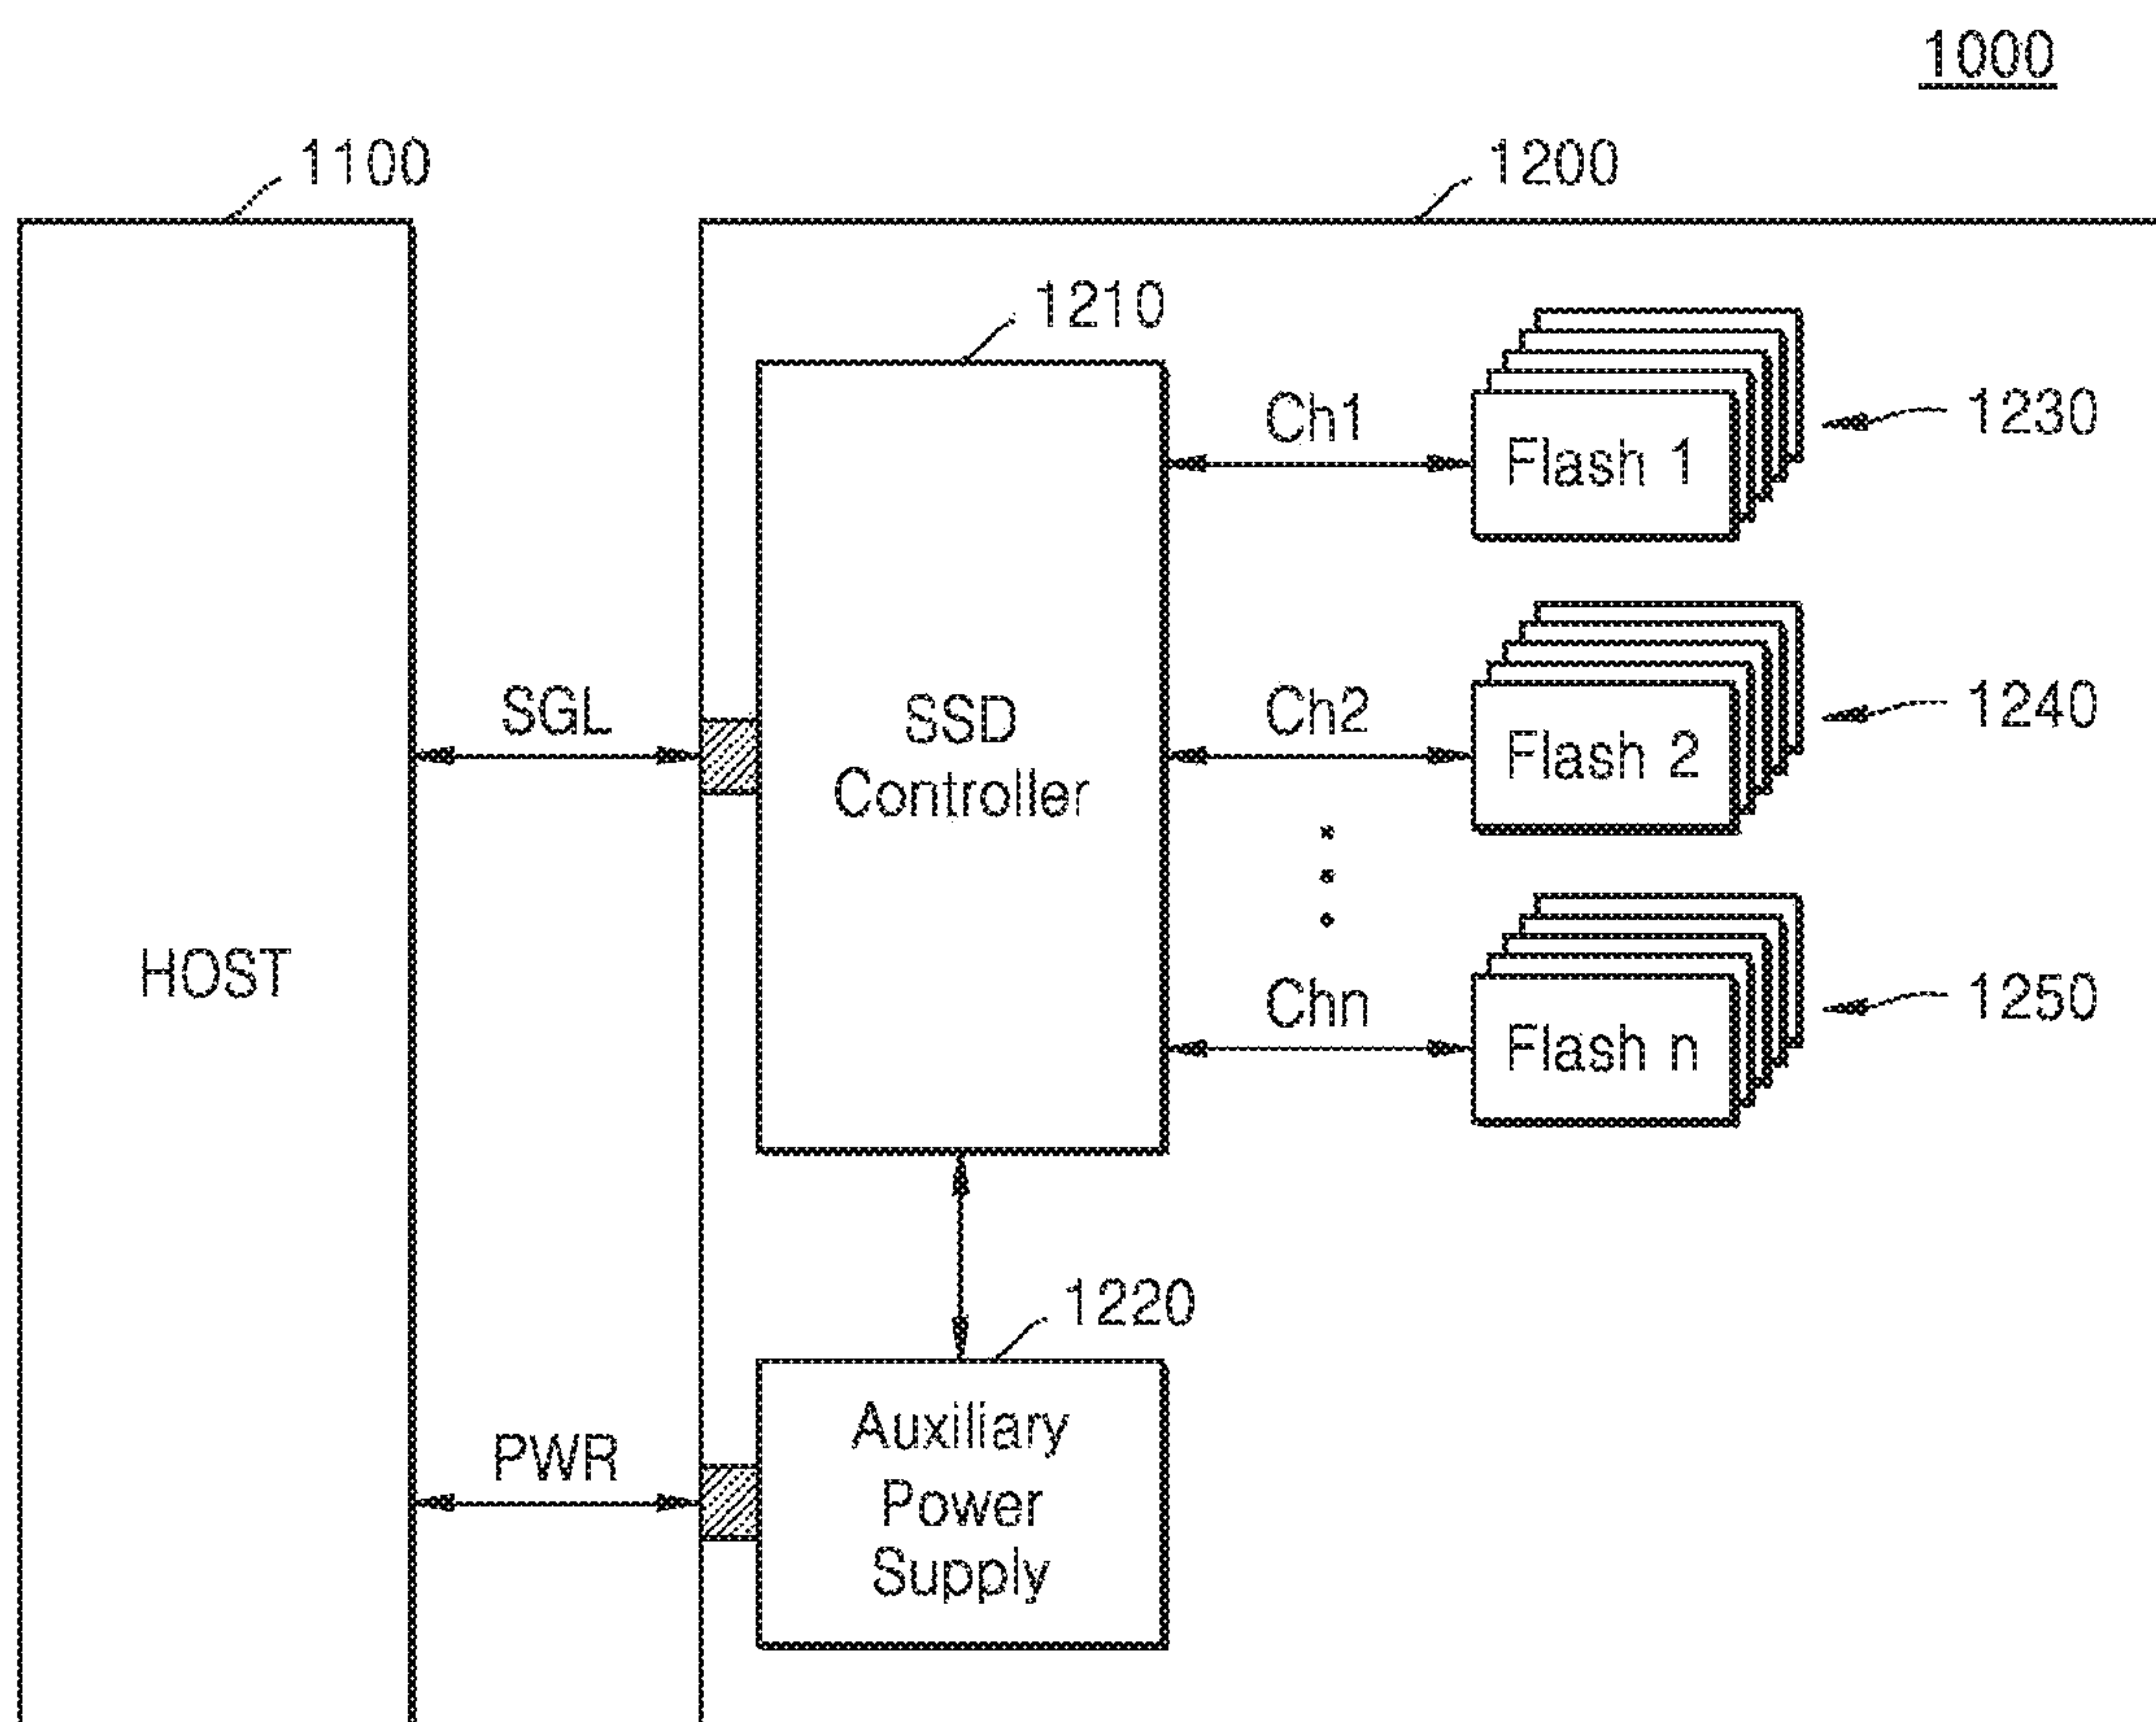 1000
1100
1200
1210
Ch1
Flash 1
1230
SGL
SSD
Controller
Ch2
Flash 2
1240
HOST
Chn
Flash n
1250
1220
PWR
Auxiliary
Power
Supply